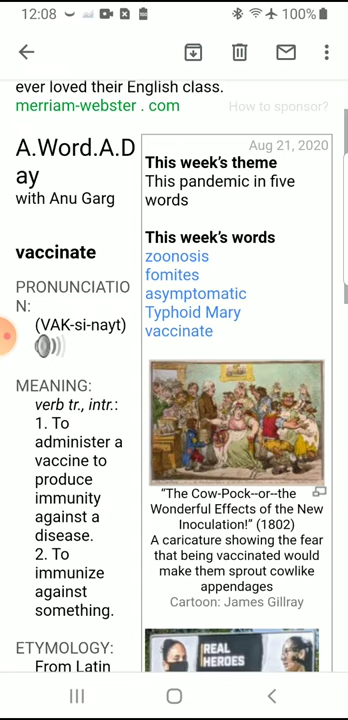 12:08
100%
ever loved their English class.
merriam-webster . com
How to sponsor?
A.Word.A.D
ay
with Anu Garg
vaccinate
PRONUNCIATIO
N:
(VAK-si-nayt)
MEANING:
verb tr., intr.:
1. To
administer a
vaccine to
produce
immunity
against a
disease.
2. To
immunize
against
something.
ETYMOLOGY:
From Latin
Aug 21, 2020
This week's theme
This pandemic in five
words
This week's words
zoonosis
fomites
asymptomatic
Typhoid Mary
vaccinate
“The Cow-Pock--or--the
Wonderful Effects of the New
Inoculation!” (1802)
A caricature showing the fear
that being vaccinated would
make them sprout cowlike
appendages
Cartoon: James Gillray
REAL
HEROES